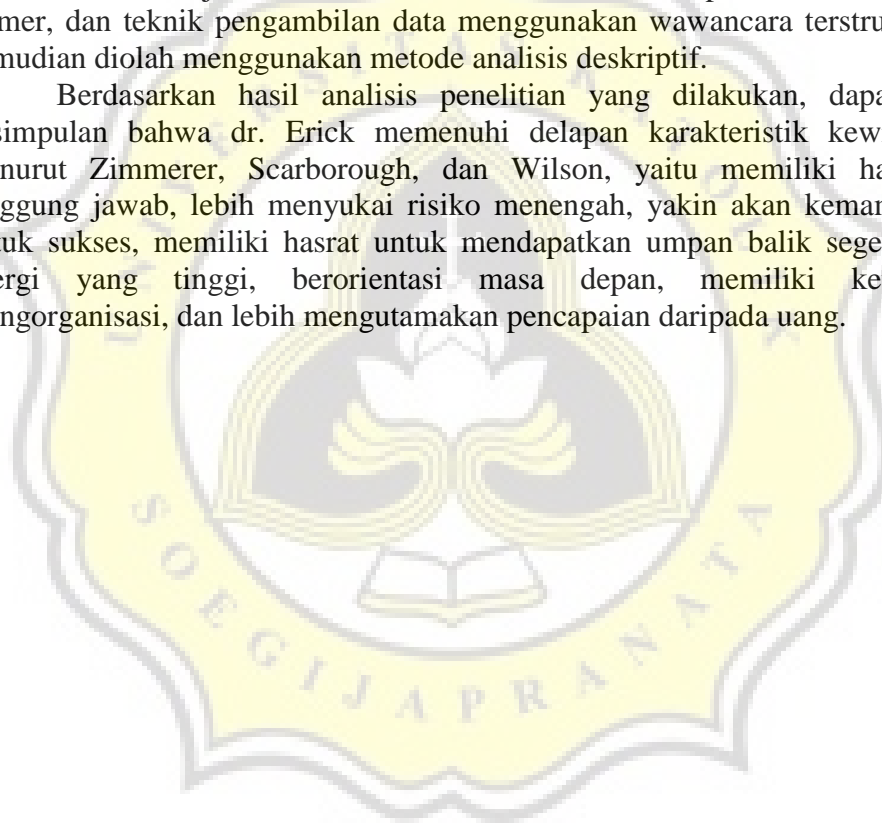 mer, dan teknik pengambilan data menggunakan wawancara terstru
mudian diolah menggunakan metode analisis deskriptif.
Berdasarkan hasil analisis penelitian yang dilakukan, dapa
simpulan bahwa dr. Erick memenuhi delapan karakteristik kew
nurut Zimmerer, Scarborough, dan Wilson, yaitu memiliki ha
ggung jawab, lebih menyukai risiko menengah, yakin akan keman
tuk sukses, memiliki hasrat untuk mendapatkan umpan balik sege
ergi yang tinggi, berorientasi masa depan, memiliki ke
ngorganisasi, dan lebih mengutamakan pencapaian daripada uang.
SOEGIJAPRANATA